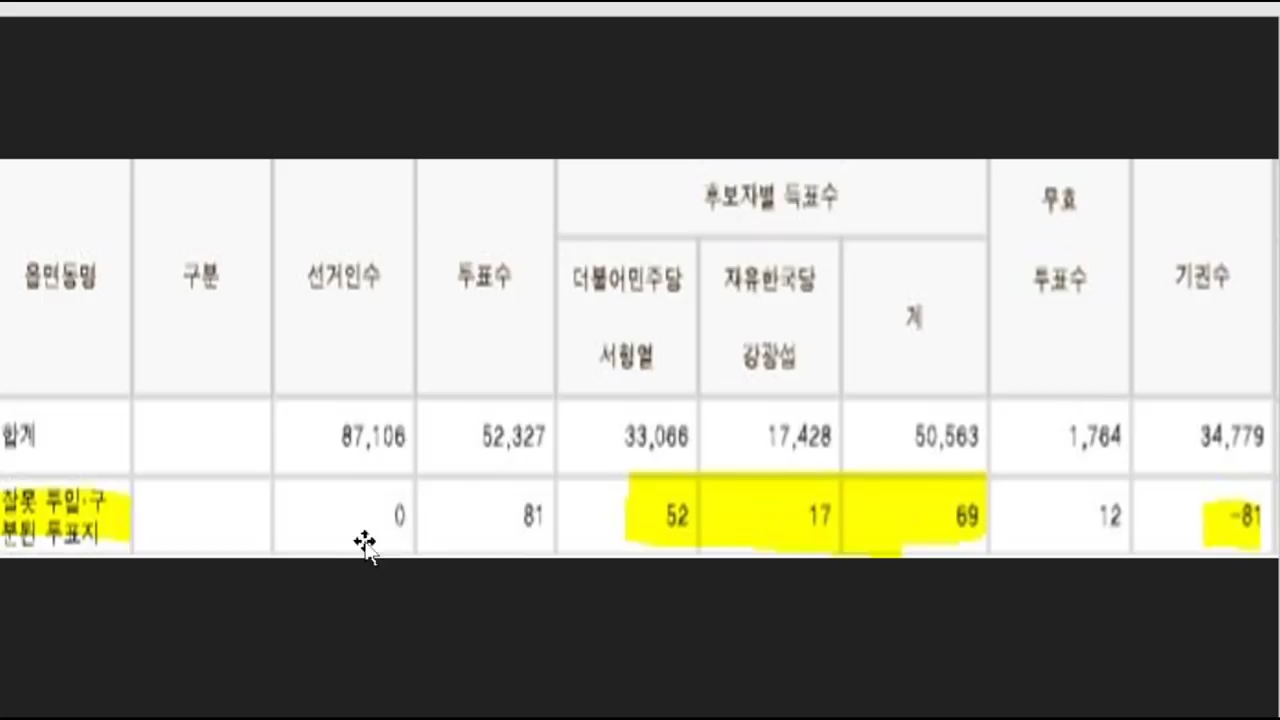 읍면동명
구분
선거인수
투표수
후보자별 득표수
더불어민주당
서형열
자유한국당
강광섭
계
무효
투표수
기권수
합계
87,106
52,327
33,066
17,428
50,563
1,764
34,779
잘못 투입·구
분된 투표지
0
81
52
17
69
12
-81